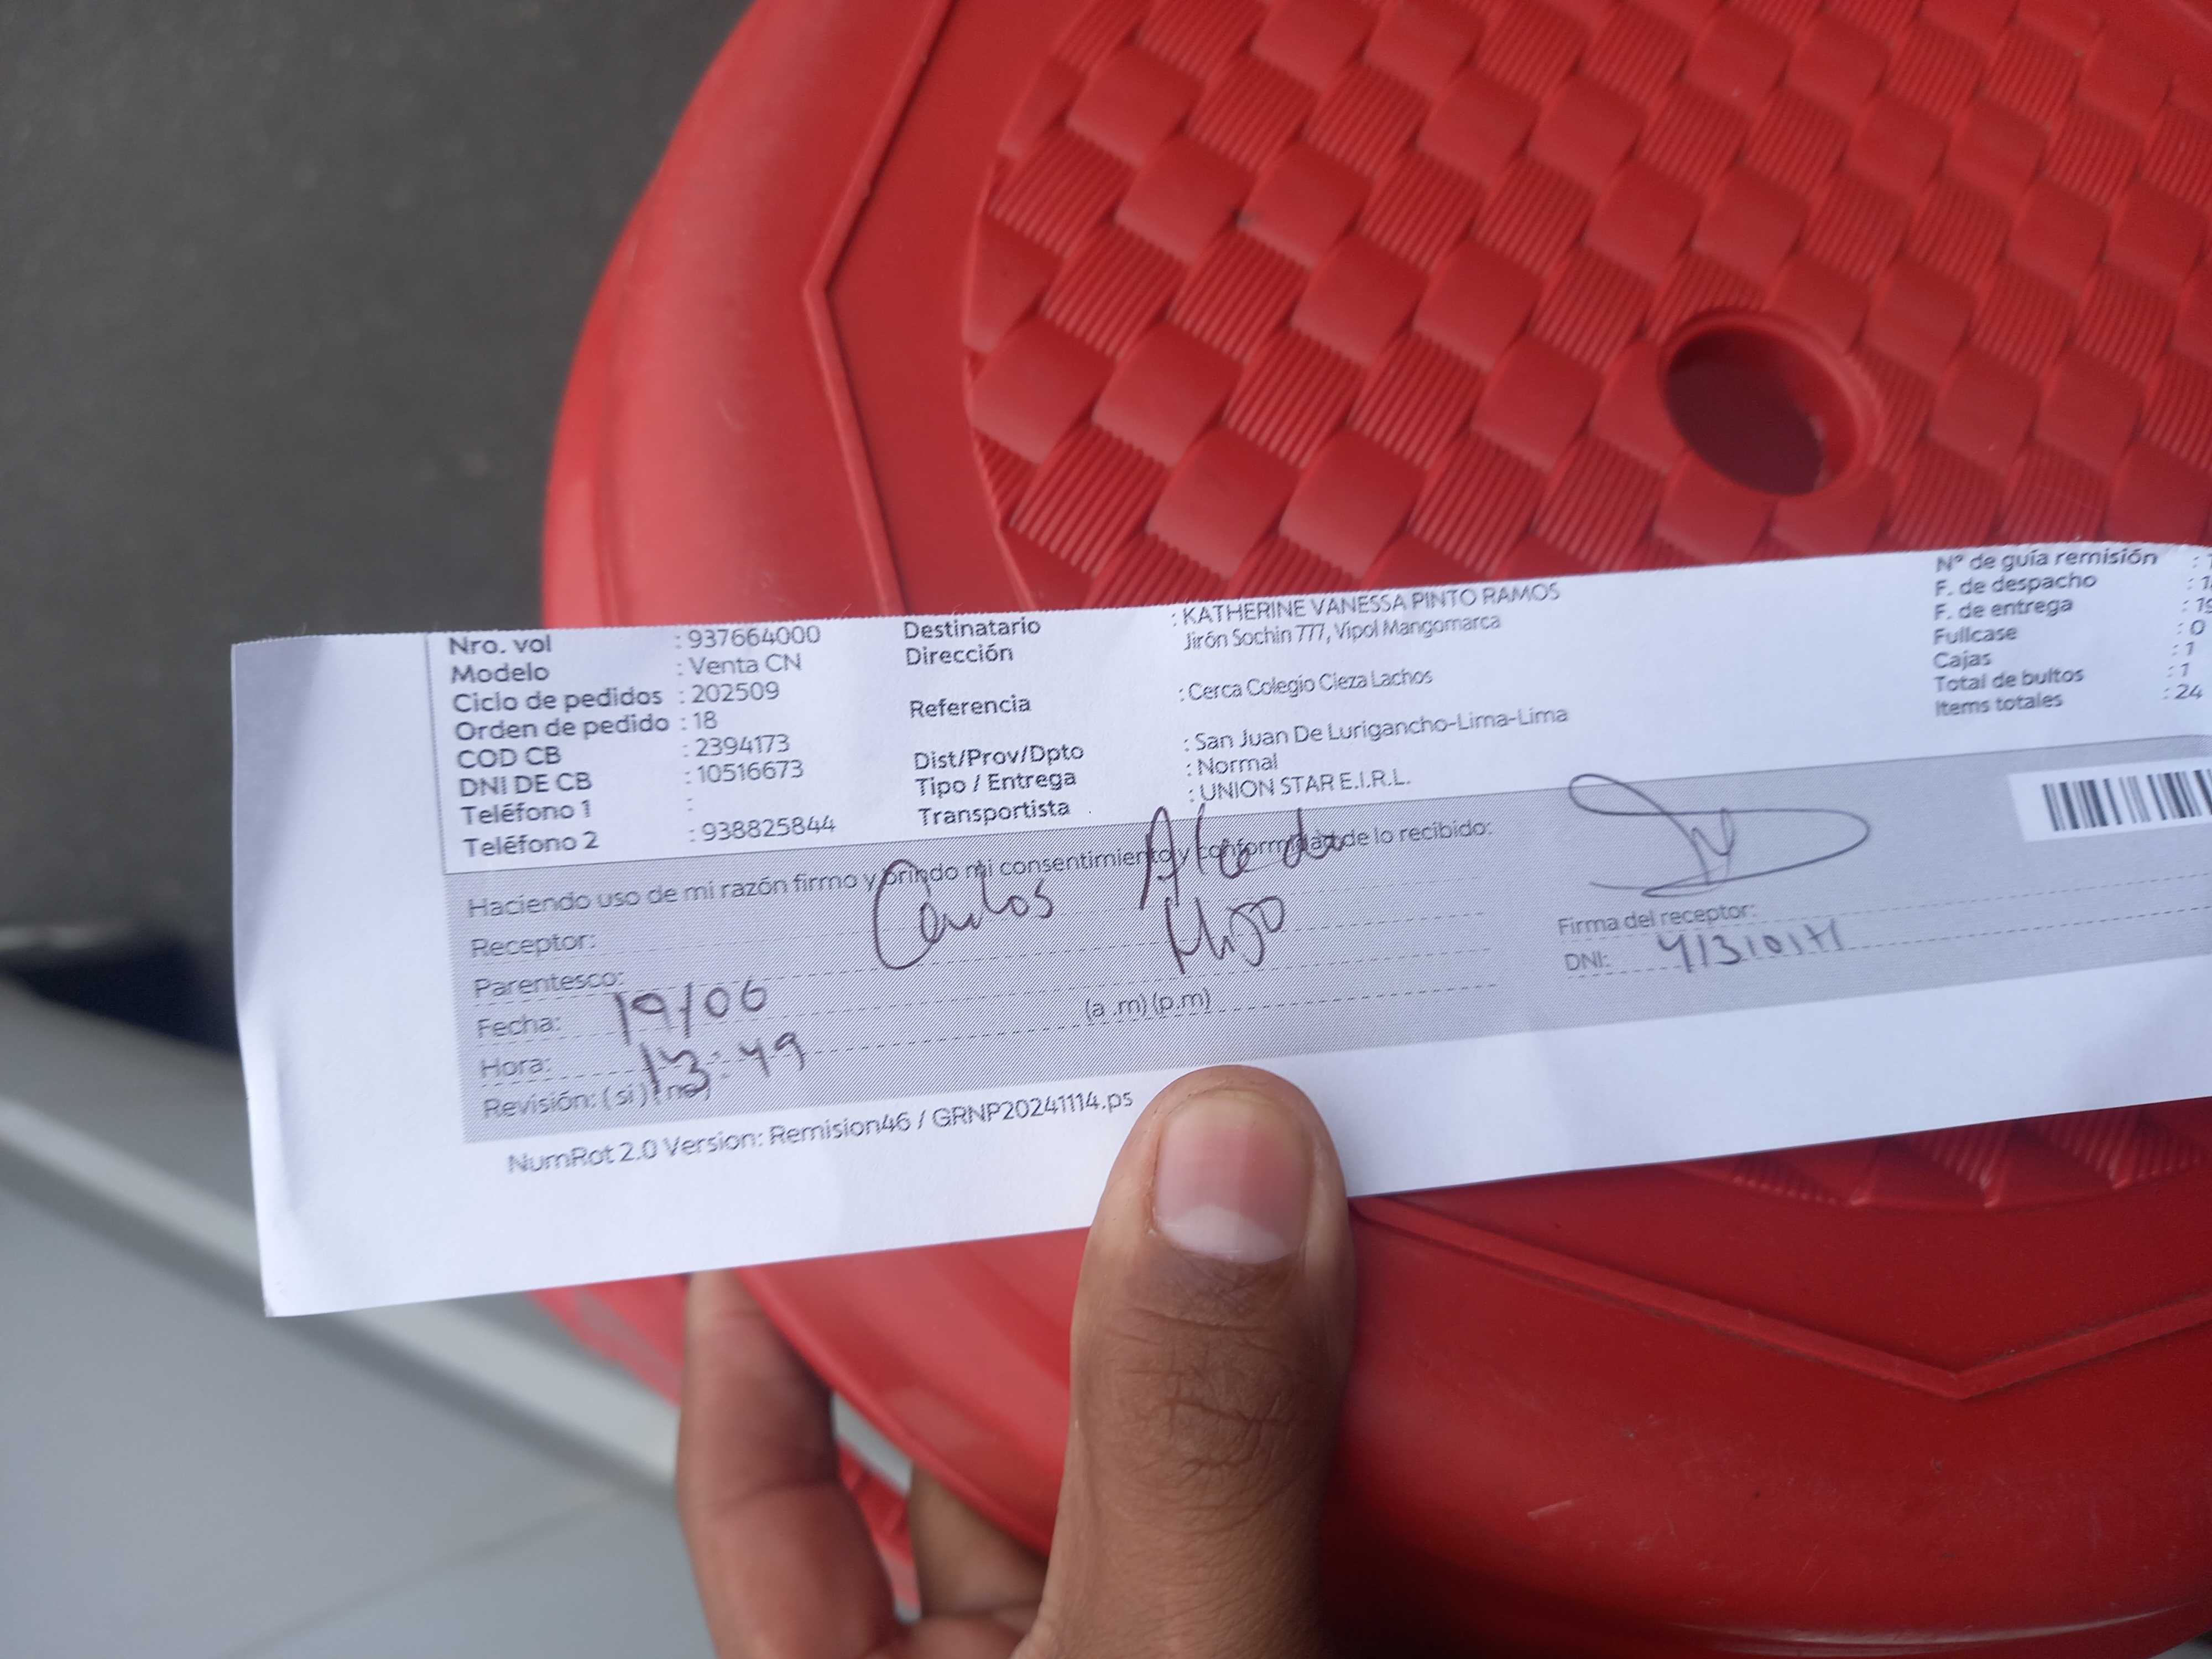 Nro. vol : 937664000
Modelo : Venta CN
Ciclo de pedidos : 202509
Orden de pedido : 18
COD CB : 2394173
DNI DE CB : 10516673
Teléfono 1 :
Teléfono 2 : 938825844
Destinatario : KATHERINE VANESSA PINTO RAMOS
Dirección Jirón Sochin 777, Vipol Mangomarca
Referencia : Cerca Colegio Cieza Lachos
Dist/Prov/Dpto : San Juan De Lurigancho-Lima-Lima
Tipo / Entrega : Normal
Transportista : UNION STAR E.I.R.L.
N° de guía remisión :
F. de despacho :
F. de entrega : 19
Fullcase : 0
Cajas : 1
Total de bultos : 1
Items totales : 24
Haciendo uso de mi razón firmo y brindo mi consentimiento y conformidad de lo recibido:
Receptor: Carlos
Parentesco: Hijo
Fecha: 19/06
Hora: 13:49 (a .m) (p.m)
Revisión: ( si ) ( no )
Firma del receptor:
DNI:
NumRot 2.0 Version: Remision46 / GRNP20241114.ps